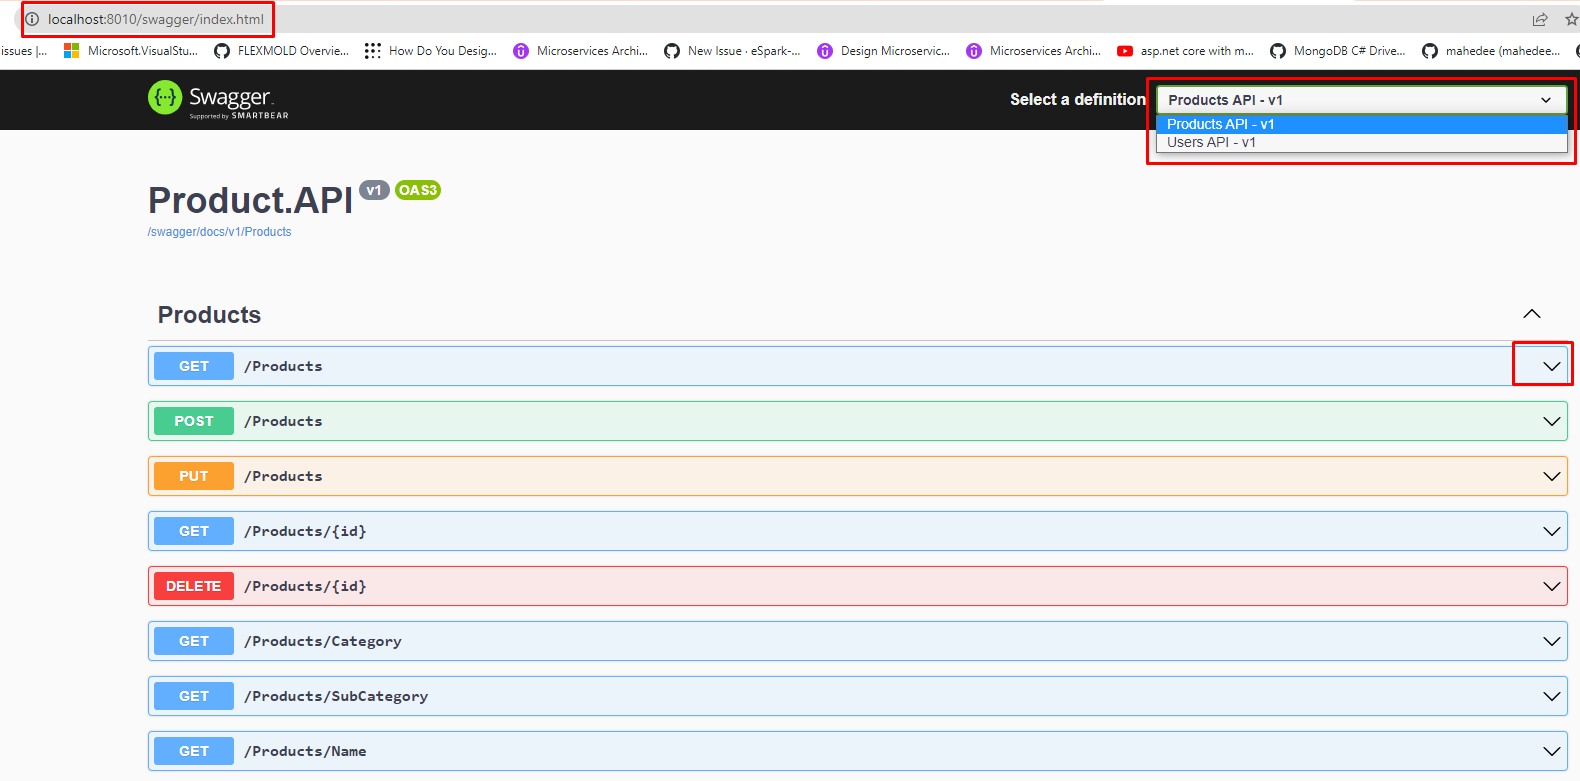 localhost:8010/swagger/index.html
issues |... Microsoft.VisualStu... FLEXMOLD Overvie... How Do You Desig... Microservices Archi... New Issue · eSpark-... Design Microservic... Microservices Archi... asp.net core with m... MongoDB C# Drive... mahedee (mahedee...
Swagger
Supported by SMARTBEAR
Select a definition
Products API - v1
Products API - v1
Users API - v1
Product.API v1 OAS3
/swagger/docs/v1/Products
Products
GET /Products
POST /Products
PUT /Products
GET /Products/{id}
DELETE /Products/{id}
GET /Products/Category
GET /Products/SubCategory
GET /Products/Name